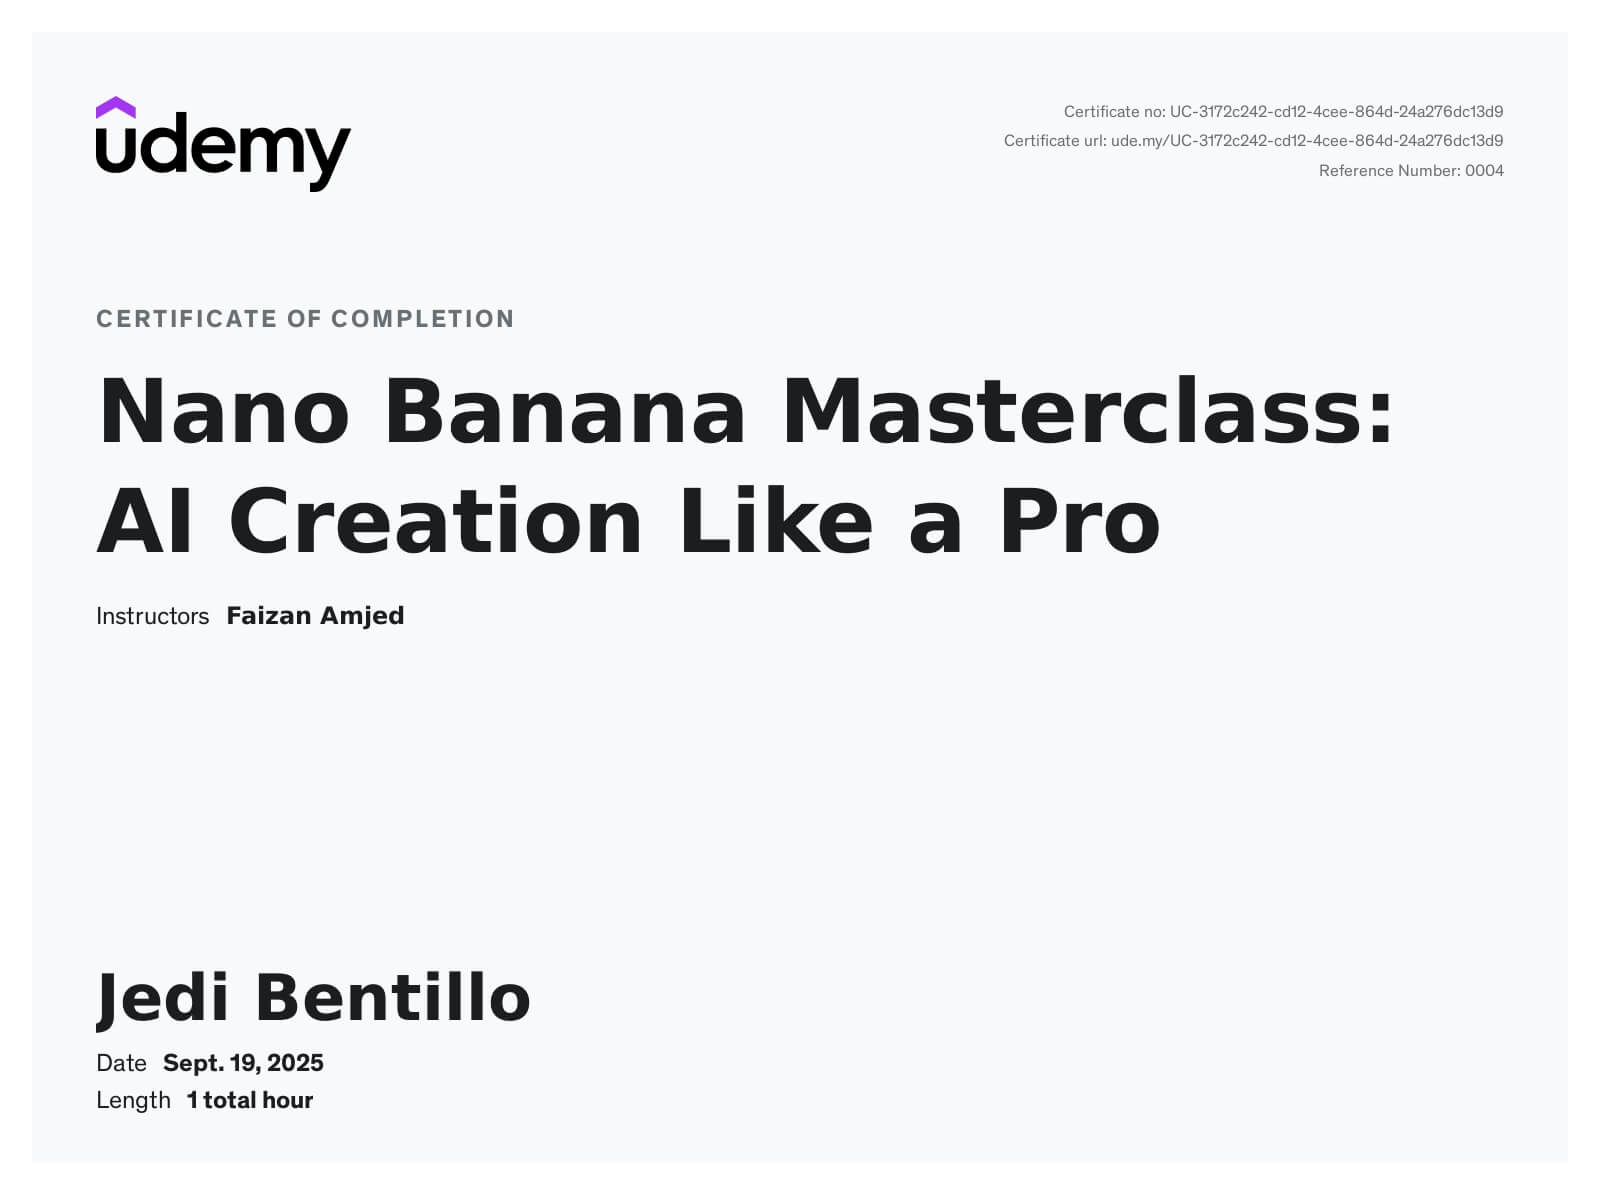 udemy
Certificate no: UC-3172c242-cd12-4cee-864d-24a276dc13d9
Certificate url: ude.my/UC-3172c242-cd12-4cee-864d-24a276dc13d9
Reference Number: 0004
CERTIFICATE OF COMPLETION
Nano Banana Masterclass:
AI Creation Like a Pro
Instructors Faizan Amjed
Jedi Bentillo
Date Sept. 19, 2025
Length 1 total hour